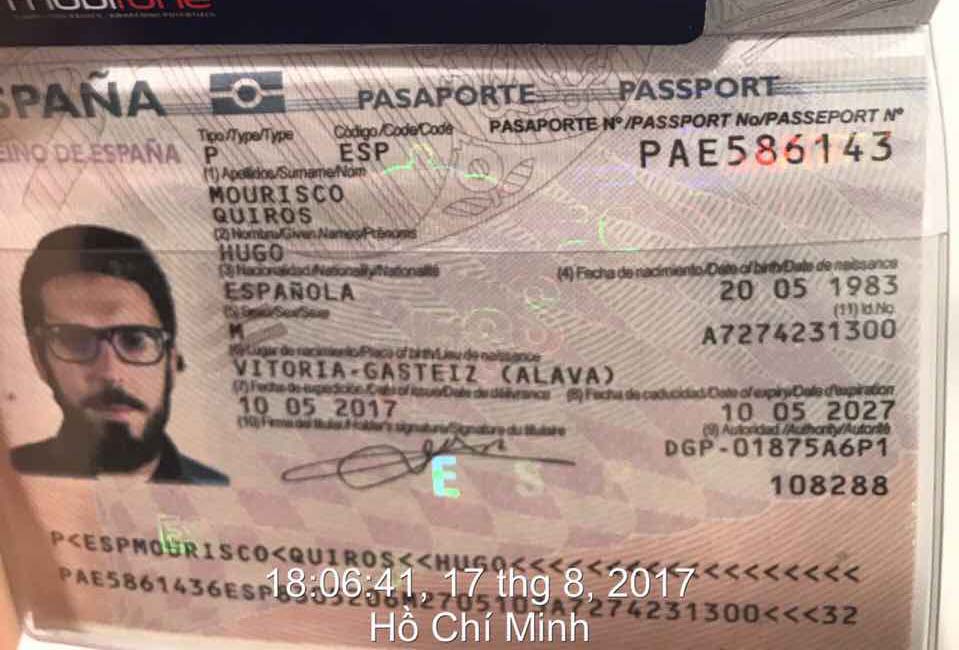 mobifone
ESPAÑA PASAPORTE PASSPORT
REINO DE ESPAÑA
Tipo/Type/Type Código/Code/Code PASAPORTE Nº/PASSPORT No/PASSEPORT Nº
P ESP PAE586143
(1) Apellidos/Surname/Nom
MOURISCO
QUIROS
(2) Nombre/Given Names/Prénoms
HUGO
(3) Nacionalidad/Nationality/Nationalité (4) Fecha de nacimiento/Date of birth/Date de naissance
ESPAÑOLA 20 05 1983
(5) Sexo/Sex/Sexe (11) Id.No.
M A7274231300
(6) Lugar de nacimiento/Place of birth/Lieu de naissance
VITORIA-GASTEIZ (ALAVA)
(7) Fecha de expedición/Date of issue/Date de délivrance (8) Fecha de caducidad/Date of expiry/Date d'expiration
10 05 2017 10 05 2027
(10) Firma del titular/Holder's signature/Signature du titulaire (9) Autoridad/Authority/Autorité
DGP-01875A6P1
E S
108288
P<ESPMOURISCO<QUIROS<<HUGO<<<<<<<<<<<<<<<<<<
PAE5861436ESP A7274231300<<<32
18:06:41, 17 thg 8, 2017
Hồ Chí Minh